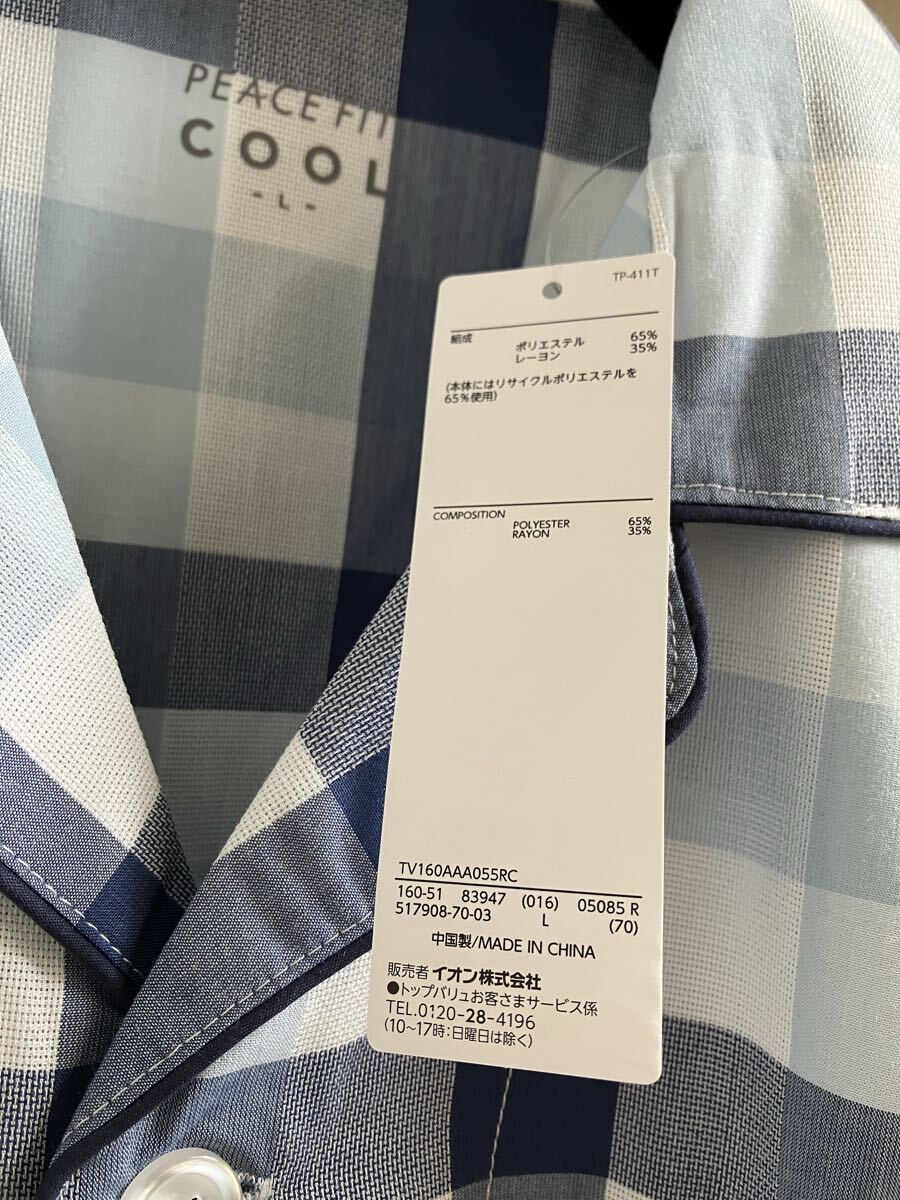 PEACE FIT
COOL
- L -
TP-411T
組成 ポリエステル 65%
レーヨン 35%
(本体にはリサイクルポリエステルを
65%使用)
COMPOSITION POLYESTER 65%
RAYON 35%
TV160AAA055RC
160-51 83947 (016) 05085 R
517908-70-03 L (70)
中国製/MADE IN CHINA
販売者 イオン株式会社
●トップバリュお客さまサービス係
TEL.0120-28-4196
(10~17時:日曜日は除く)